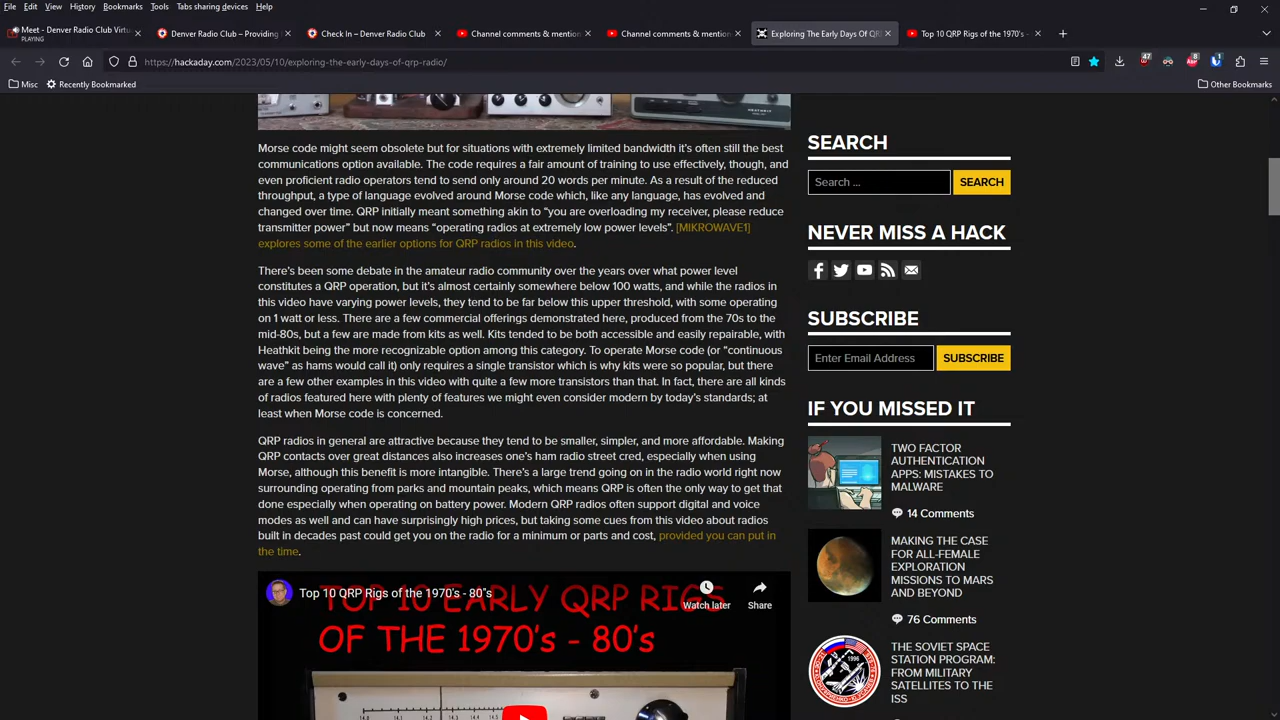 File Edit View History Bookmarks Tools Tabs sharing devices Help
Meet - Denver Radio Club Virtu
PLAYING
Denver Radio Club – Providing
Check In – Denver Radio Club
Channel comments & mention
Channel comments & mention
Exploring The Early Days Of QR
Top 10 QRP Rigs of the 1970's -
https://hackaday.com/2023/05/10/exploring-the-early-days-of-qrp-radio/
47
8
1
Misc
Recently Bookmarked
Other Bookmarks
Morse code might seem obsolete but for situations with extremely limited bandwidth it's often still the best
communications option available. The code requires a fair amount of training to use effectively, though, and
even proficient radio operators tend to send only around 20 words per minute. As a result of the reduced
throughput, a type of language evolved around Morse code which, like any language, has evolved and
changed over time. QRP initially meant something akin to “you are overloading my receiver, please reduce
transmitter power” but now means “operating radios at extremely low power levels”. [MIKROWAVE1]
explores some of the earlier options for QRP radios in this video.
There's been some debate in the amateur radio community over the years over what power level
constitutes a QRP operation, but it's almost certainly somewhere below 100 watts, and while the radios in
this video have varying power levels, they tend to be far below this upper threshold, with some operating
on 1 watt or less. There are a few commercial offerings demonstrated here, produced from the 70s to the
mid-80s, but a few are made from kits as well. Kits tended to be both accessible and easily repairable, with
Heathkit being the more recognizable option among this category. To operate Morse code (or “continuous
wave” as hams would call it) only requires a single transistor which is why kits were so popular, but there
are a few other examples in this video with quite a few more transistors than that. In fact, there are all kinds
of radios featured here with plenty of features we might even consider modern by today's standards; at
least when Morse code is concerned.
QRP radios in general are attractive because they tend to be smaller, simpler, and more affordable. Making
QRP contacts over great distances also increases one's ham radio street cred, especially when using
Morse, although this benefit is more intangible. There's a large trend going on in the radio world right now
surrounding operating from parks and mountain peaks, which means QRP is often the only way to get that
done especially when operating on battery power. Modern QRP radios often support digital and voice
modes as well and can have surprisingly high prices, but taking some cues from this video about radios
built in decades past could get you on the radio for a minimum or parts and cost, provided you can put in
the time.
Top 10 QRP Rigs of the 1970's - 80"s
Watch later
Share
TOP 10 EARLY QRP RIGS
OF THE 1970's - 80's
SEARCH
Search ...
SEARCH
NEVER MISS A HACK
SUBSCRIBE
Enter Email Address
SUBSCRIBE
IF YOU MISSED IT
TWO FACTOR
AUTHENTICATION
APPS: MISTAKES TO
MALWARE
14 Comments
MAKING THE CASE
FOR ALL-FEMALE
EXPLORATION
MISSIONS TO MARS
AND BEYOND
76 Comments
THE SOVIET SPACE
STATION PROGRAM:
FROM MILITARY
SATELLITES TO THE
ISS